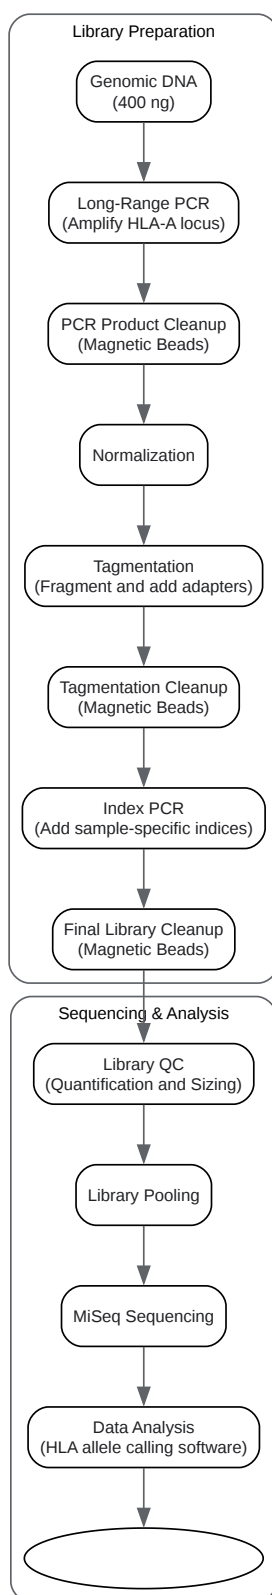 Library Preparation
Genomic DNA
(400 ng)
Long-Range PCR
(Amplify HLA-A locus)
PCR Product Cleanup
(Magnetic Beads)
Normalization
Tagmentation
(Fragment and add adapters)
Tagmentation Cleanup
(Magnetic Beads)
Index PCR
(Add sample-specific indices)
Final Library Cleanup
(Magnetic Beads)
Sequencing & Analysis
Library QC
(Quantification and Sizing)
Library Pooling
MiSeq Sequencing
Data Analysis
(HLA allele calling software)